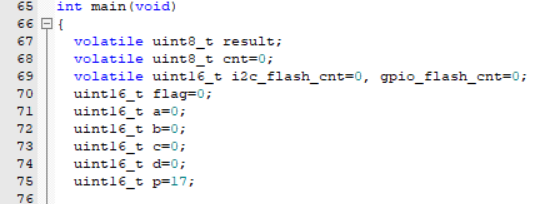 65 int main(void)
66 {
67 volatile uint8_t result;
68 volatile uint8_t cnt=0;
69 volatile uint16_t i2c_flash_cnt=0, gpio_flash_cnt=0;
70 uint16_t flag=0;
71 uint16_t a=0;
72 uint16_t b=0;
73 uint16_t c=0;
74 uint16_t d=0;
75 uint16_t p=17;
76